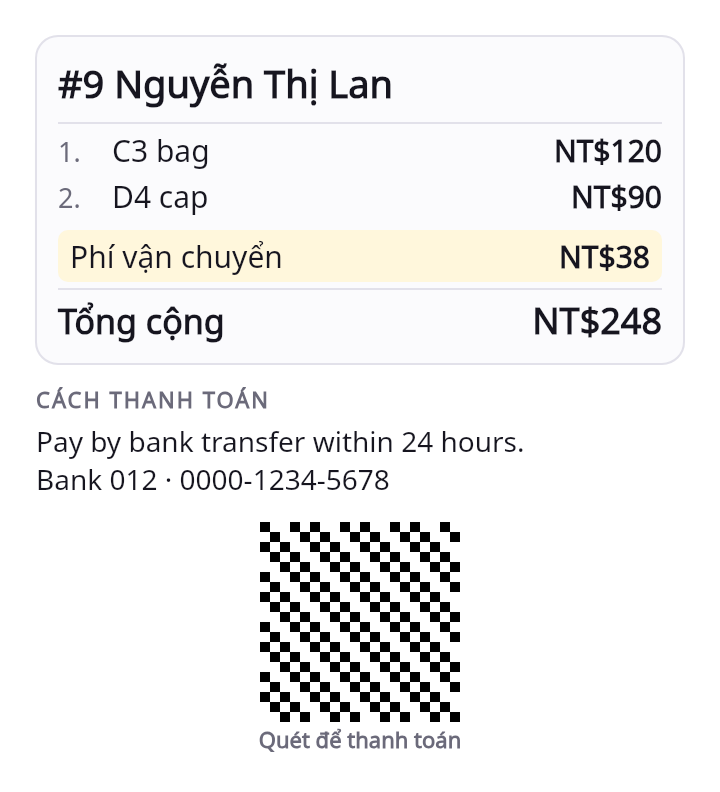 #9 Nguyễn Thị Lan
1. C3 bag NT$120
2. D4 cap NT$90
Phí vận chuyển NT$38
Tổng cộng NT$248
CÁCH THANH TOÁN
Pay by bank transfer within 24 hours.
Bank 012 · 0000-1234-5678
Quét để thanh toán